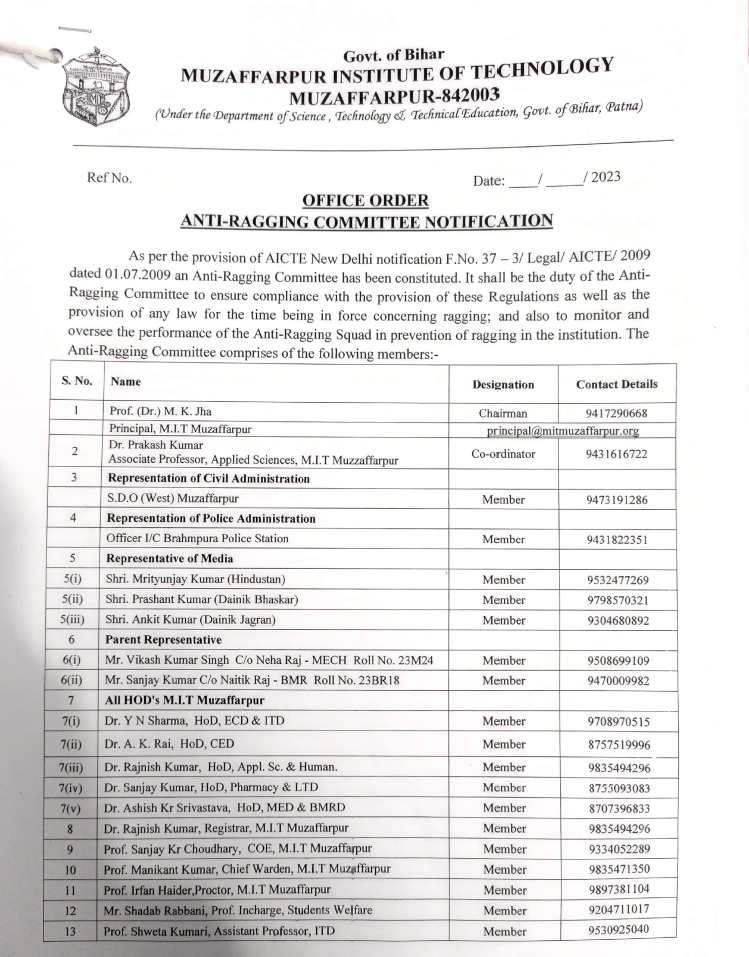 Govt. of Bihar
MUZAFFARPUR INSTITUTE OF TECHNOLOGY
MUZAFFARPUR-842003
(Under the Department of Science, Technology & Technical Education, Govt. of Bihar, Patna)
Ref No. Date: ____/ _____/ 2023
OFFICE ORDER
ANTI-RAGGING COMMITTEE NOTIFICATION
As per the provision of AICTE New Delhi notification F.No. 37 – 3/ Legal/ AICTE/ 2009
dated 01.07.2009 an Anti-Ragging Committee has been constituted. It shall be the duty of the Anti-
Ragging Committee to ensure compliance with the provision of these Regulations as well as the
provision of any law for the time being in force concerning ragging; and also to monitor and
oversee the performance of the Anti-Ragging Squad in prevention of ragging in the institution. The
Anti-Ragging Committee comprises of the following members:-
S. No. Name Designation Contact Details
1 Prof. (Dr.) M. K. Jha Chairman 9417290668
Principal, M.I.T Muzaffarpur principal@mitmuzaffarpur.org
2 Dr. Prakash Kumar
Associate Professor, Applied Sciences, M.I.T Muzzaffarpur Co-ordinator 9431616722
3 Representation of Civil Administration
S.D.O (West) Muzaffarpur Member 9473191286
4 Representation of Police Administration
Officer I/C Brahmpura Police Station Member 9431822351
5 Representative of Media
5(i) Shri. Mrityunjay Kumar (Hindustan) Member 9532477269
5(ii) Shri. Prashant Kumar (Dainik Bhaskar) Member 9798570321
5(iii) Shri. Ankit Kumar (Dainik Jagran) Member 9304680892
6 Parent Representative
6(i) Mr. Vikash Kumar Singh C/o Neha Raj - MECH Roll No. 23M24 Member 9508699109
6(ii) Mr. Sanjay Kumar C/o Naitik Raj - BMR Roll No. 23BR18 Member 9470009982
7 All HOD's M.I.T Muzaffarpur
7(i) Dr. Y N Sharma, HoD, ECD & ITD Member 9708970515
7(ii) Dr. A. K. Rai, HoD, CED Member 8757519996
7(iii) Dr. Rajnish Kumar, HoD, Appl. Sc. & Human. Member 9835494296
7(iv) Dr. Sanjay Kumar, HoD, Pharmacy & LTD Member 8753093083
7(v) Dr. Ashish Kr Srivastava, HoD, MED & BMRD Member 8707396833
8 Dr. Rajnish Kumar, Registrar, M.I.T Muzaffarpur Member 9835494296
9 Prof. Sanjay Kr Choudhary, COE, M.I.T Muzaffarpur Member 9334052289
10 Prof. Manikant Kumar, Chief Warden, M.I.T Muzaffarpur Member 9835471350
11 Prof. Irfan Haider,Proctor, M.I.T Muzaffarpur Member 9897381104
12 Mr. Shadab Rabbani, Prof. Incharge, Students Welfare Member 9204711017
13 Prof. Shweta Kumari, Assistant Professor, ITD Member 9530925040